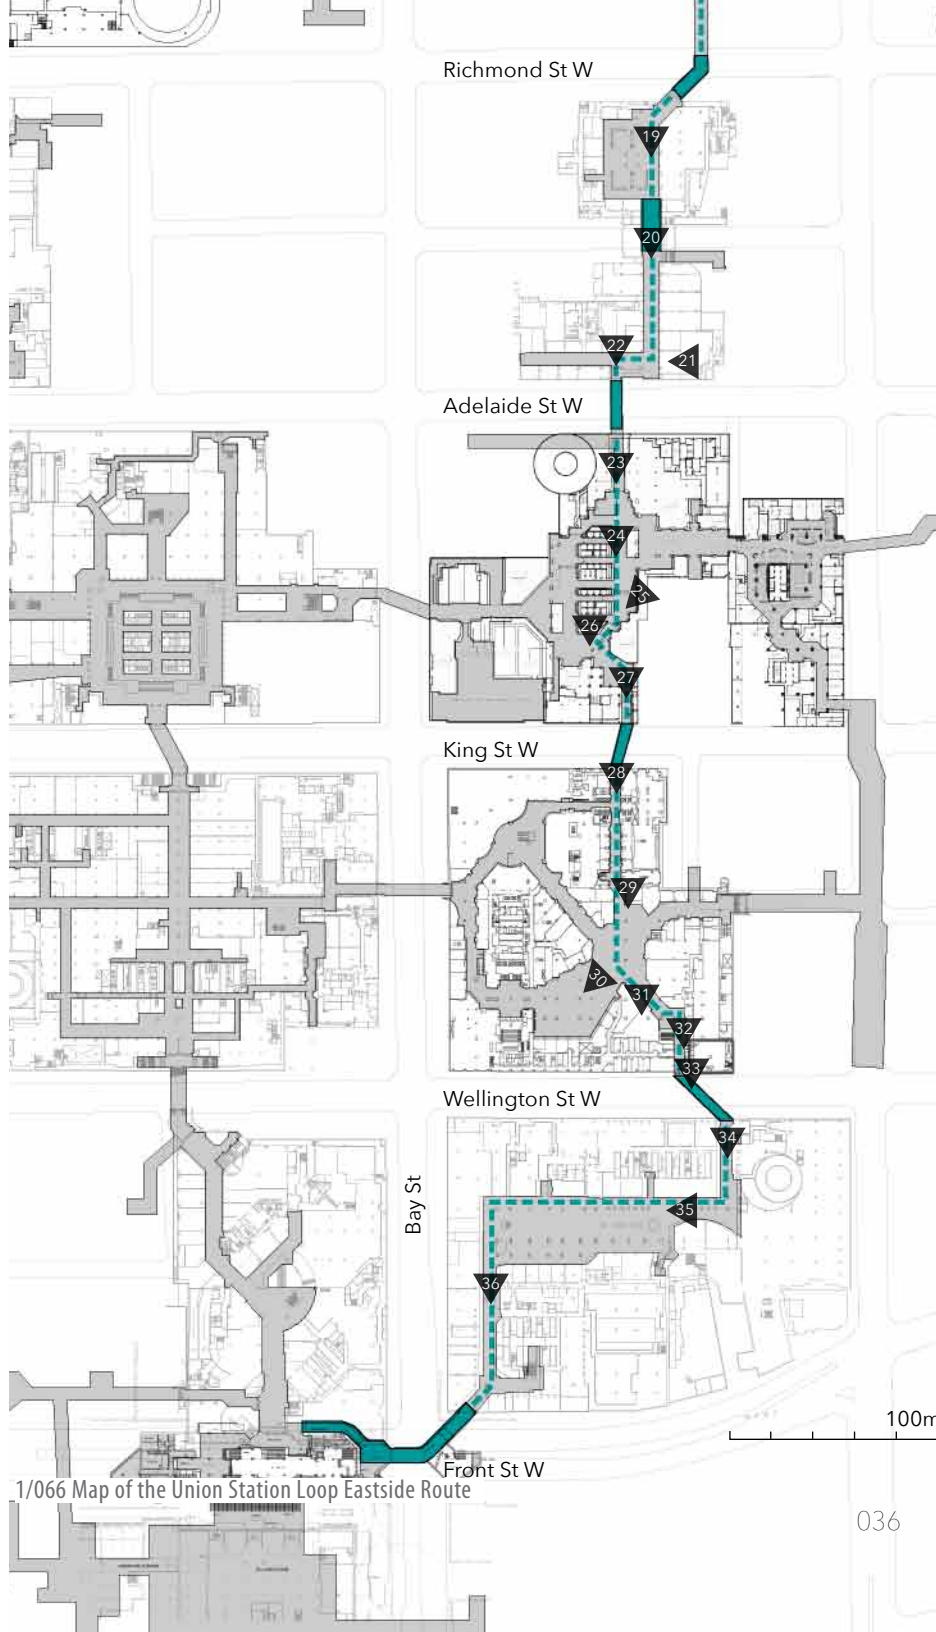 Richmond St W
19
20
22
21
Adelaide St W
23
24
25
26
27
King St W
28
29
30
31
32
33
Wellington St W
34
Bay St
35
36
100m
Front St W
1/066 Map of the Union Station Loop Eastside Route
036